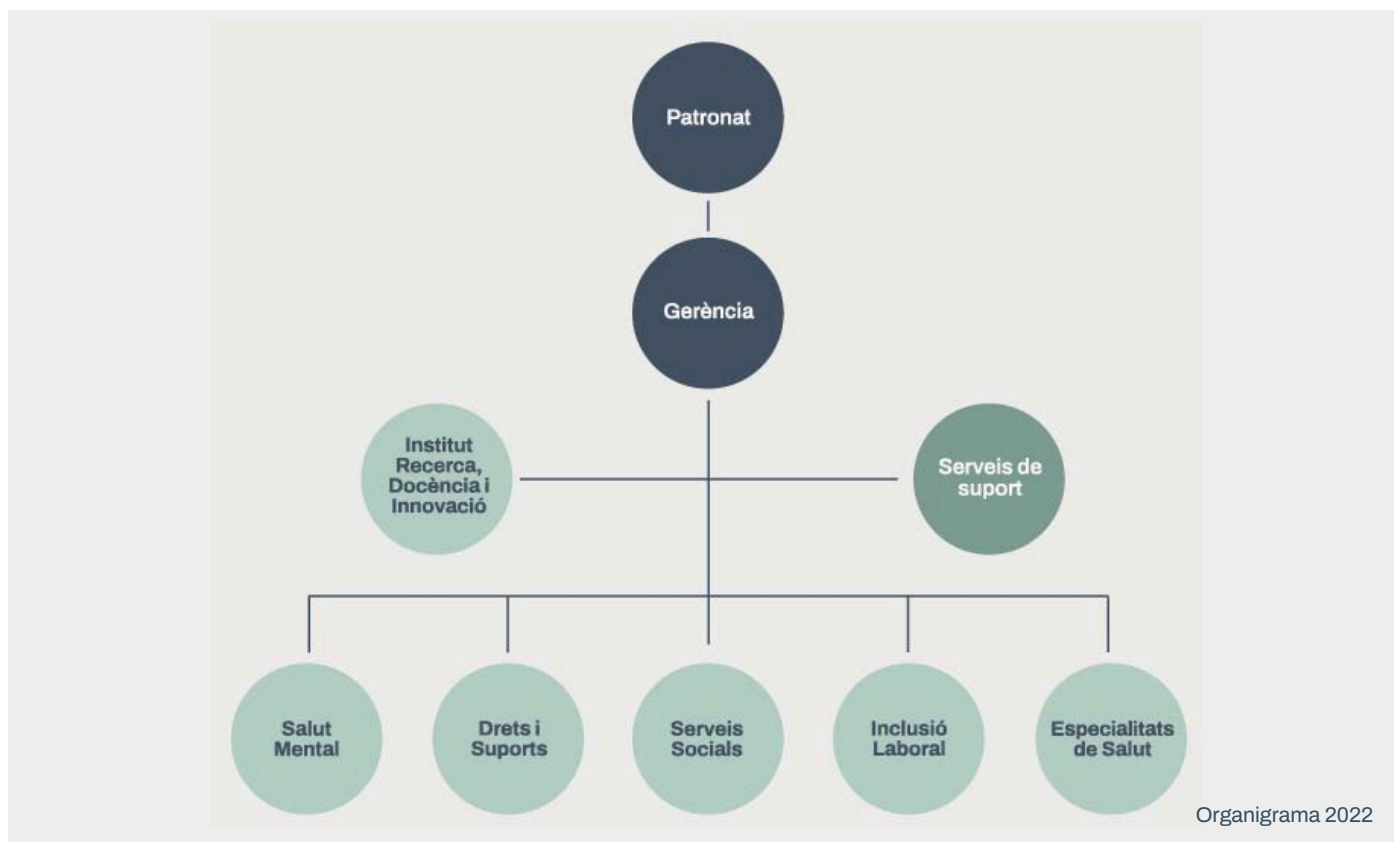 Patronat
Gerència
Institut
Recerca,
Docència i
Innovació
Serveis de
suport
Salut
Mental
Drets i
Suports
Serveis
Socials
Inclusió
Laboral
Especialitats
de Salut
Organigrama 2022